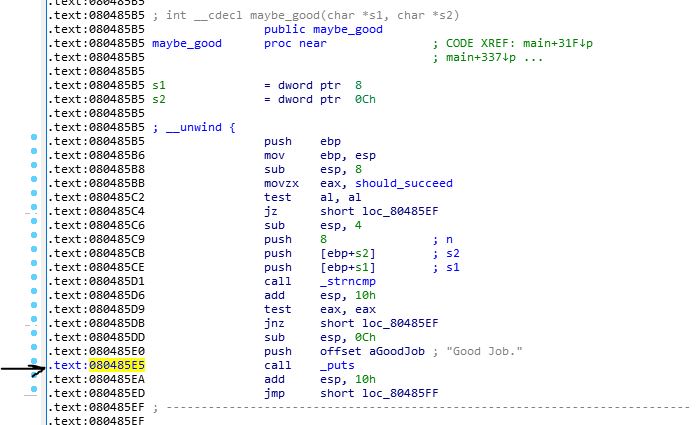 .text:080485B5
.text:080485B5 ; int __cdecl maybe_good(char *s1, char *s2)
.text:080485B5 public maybe_good
.text:080485B5 maybe_good proc near ; CODE XREF: main+31F↓p
.text:080485B5 ; main+337↓p ...
.text:080485B5
.text:080485B5 s1 = dword ptr 8
.text:080485B5 s2 = dword ptr 0Ch
.text:080485B5
.text:080485B5 ; __unwind {
.text:080485B5 push ebp
.text:080485B6 mov ebp, esp
.text:080485B8 sub esp, 8
.text:080485BB movzx eax, should_succeed
.text:080485C2 test al, al
.text:080485C4 jz short loc_80485EF
.text:080485C6 sub esp, 4
.text:080485C9 push 8 ; n
.text:080485CB push [ebp+s2] ; s2
.text:080485CE push [ebp+s1] ; s1
.text:080485D1 call _strncmp
.text:080485D6 add esp, 10h
.text:080485D9 test eax, eax
.text:080485DB jnz short loc_80485EF
.text:080485DD sub esp, 0Ch
.text:080485E0 push offset aGoodJob ; "Good Job."
.text:080485E5 call _puts
.text:080485EA add esp, 10h
.text:080485ED jmp short loc_80485FF
.text:080485EF ; ---------------------------------------------------------------------------
.text:080485EF